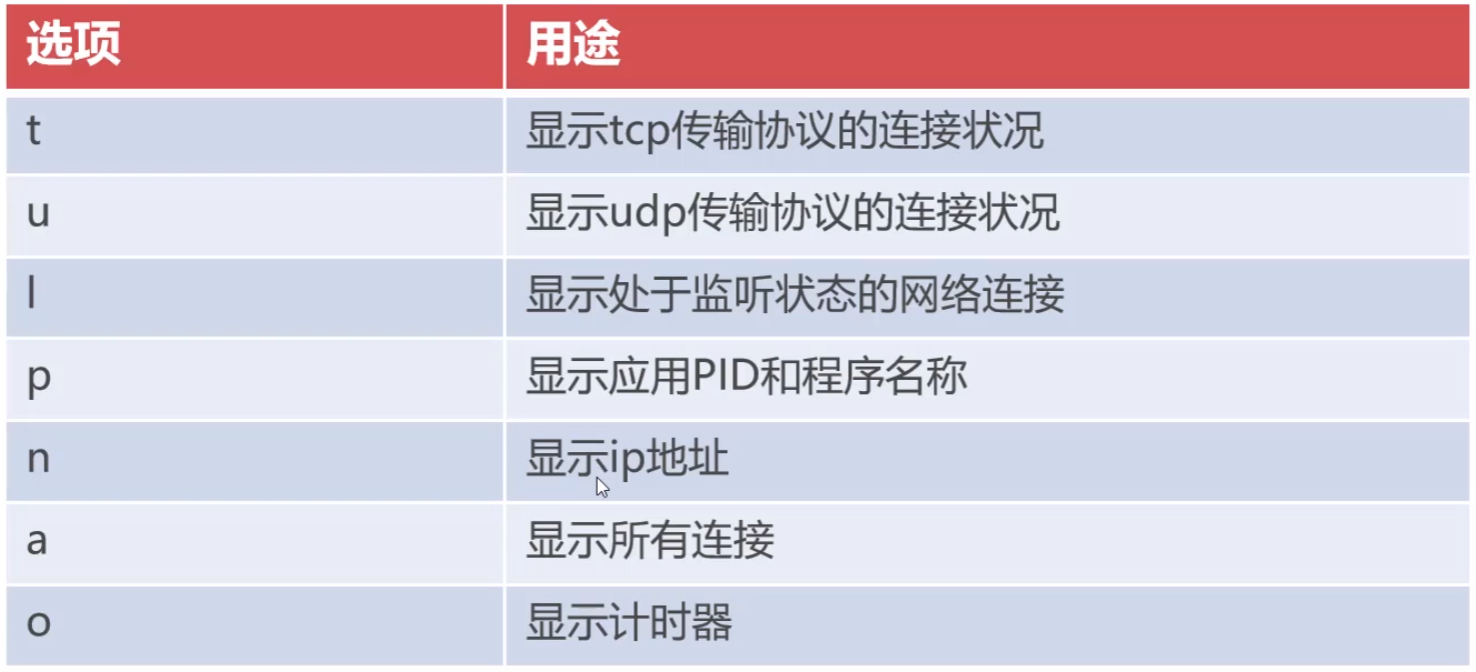 选项 用途
t 显示tcp传输协议的连接状况
u 显示udp传输协议的连接状况
l 显示处于监听状态的网络连接
p 显示应用PID和程序名称
n 显示ip地址
a 显示所有连接
o 显示计时器